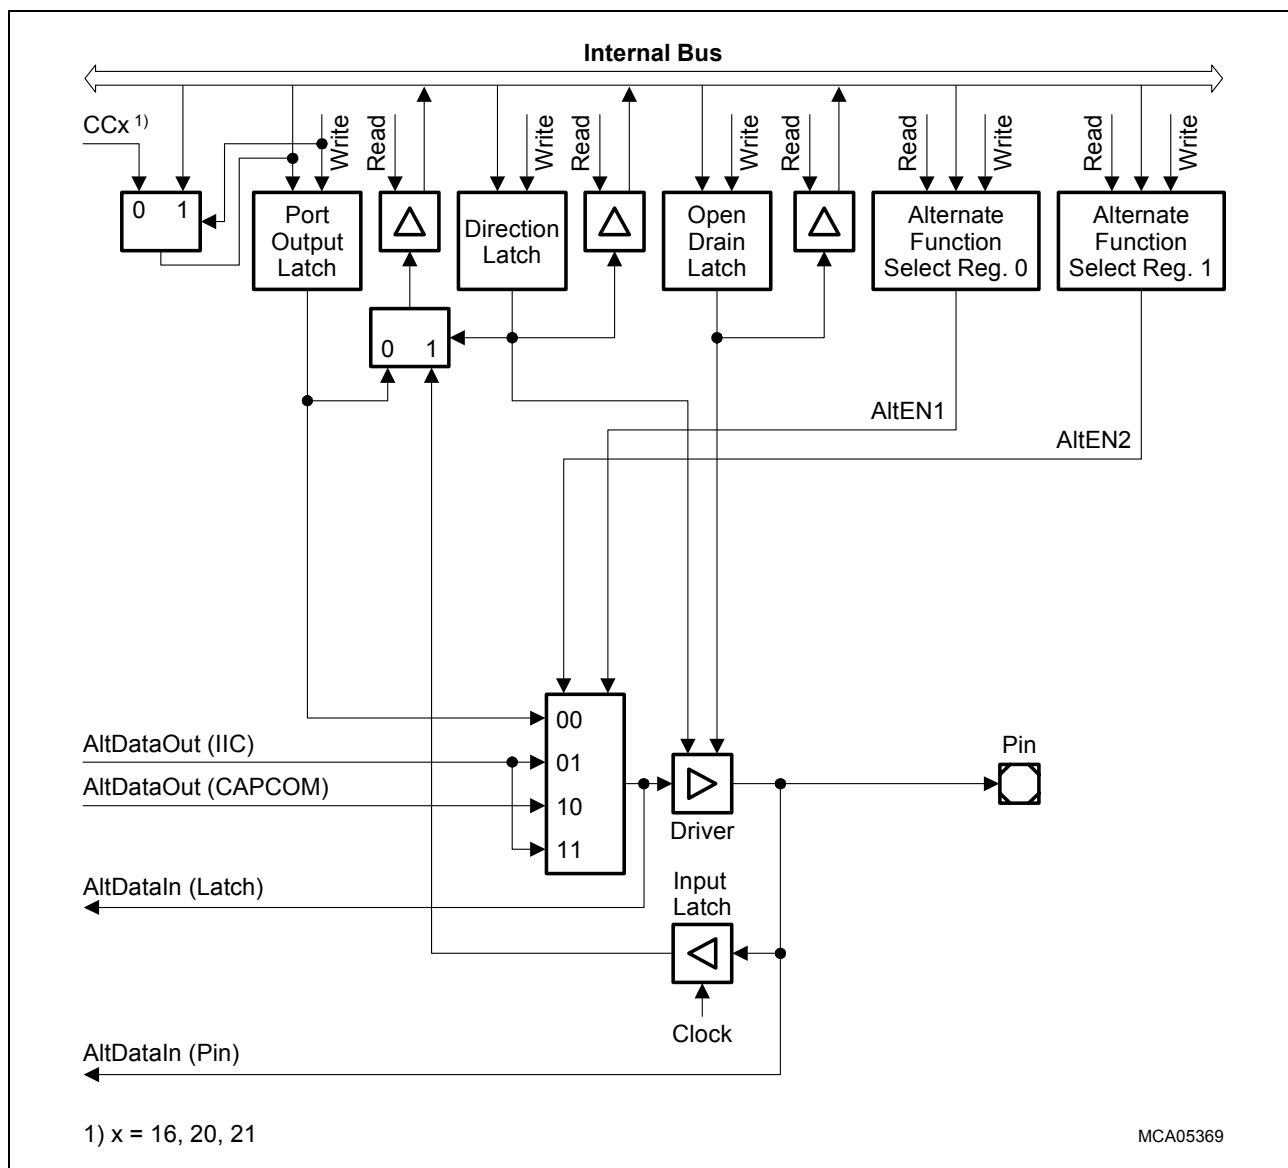 Internal Bus
CCx 1)
Write
Read
Write
Read
Write
Read
Read
Write
Read
Write
0 1
Port
Output
Latch
Direction
Latch
Open
Drain
Latch
Alternate
Function
Select Reg. 0
Alternate
Function
Select Reg. 1
0 1
AltEN1
AltEN2
00
01
10
11
AltDataOut (IIC)
AltDataOut (CAPCOM)
Driver
Pin
AltDataIn (Latch)
Input
Latch
Clock
AltDataIn (Pin)
1) x = 16, 20, 21
MCA05369